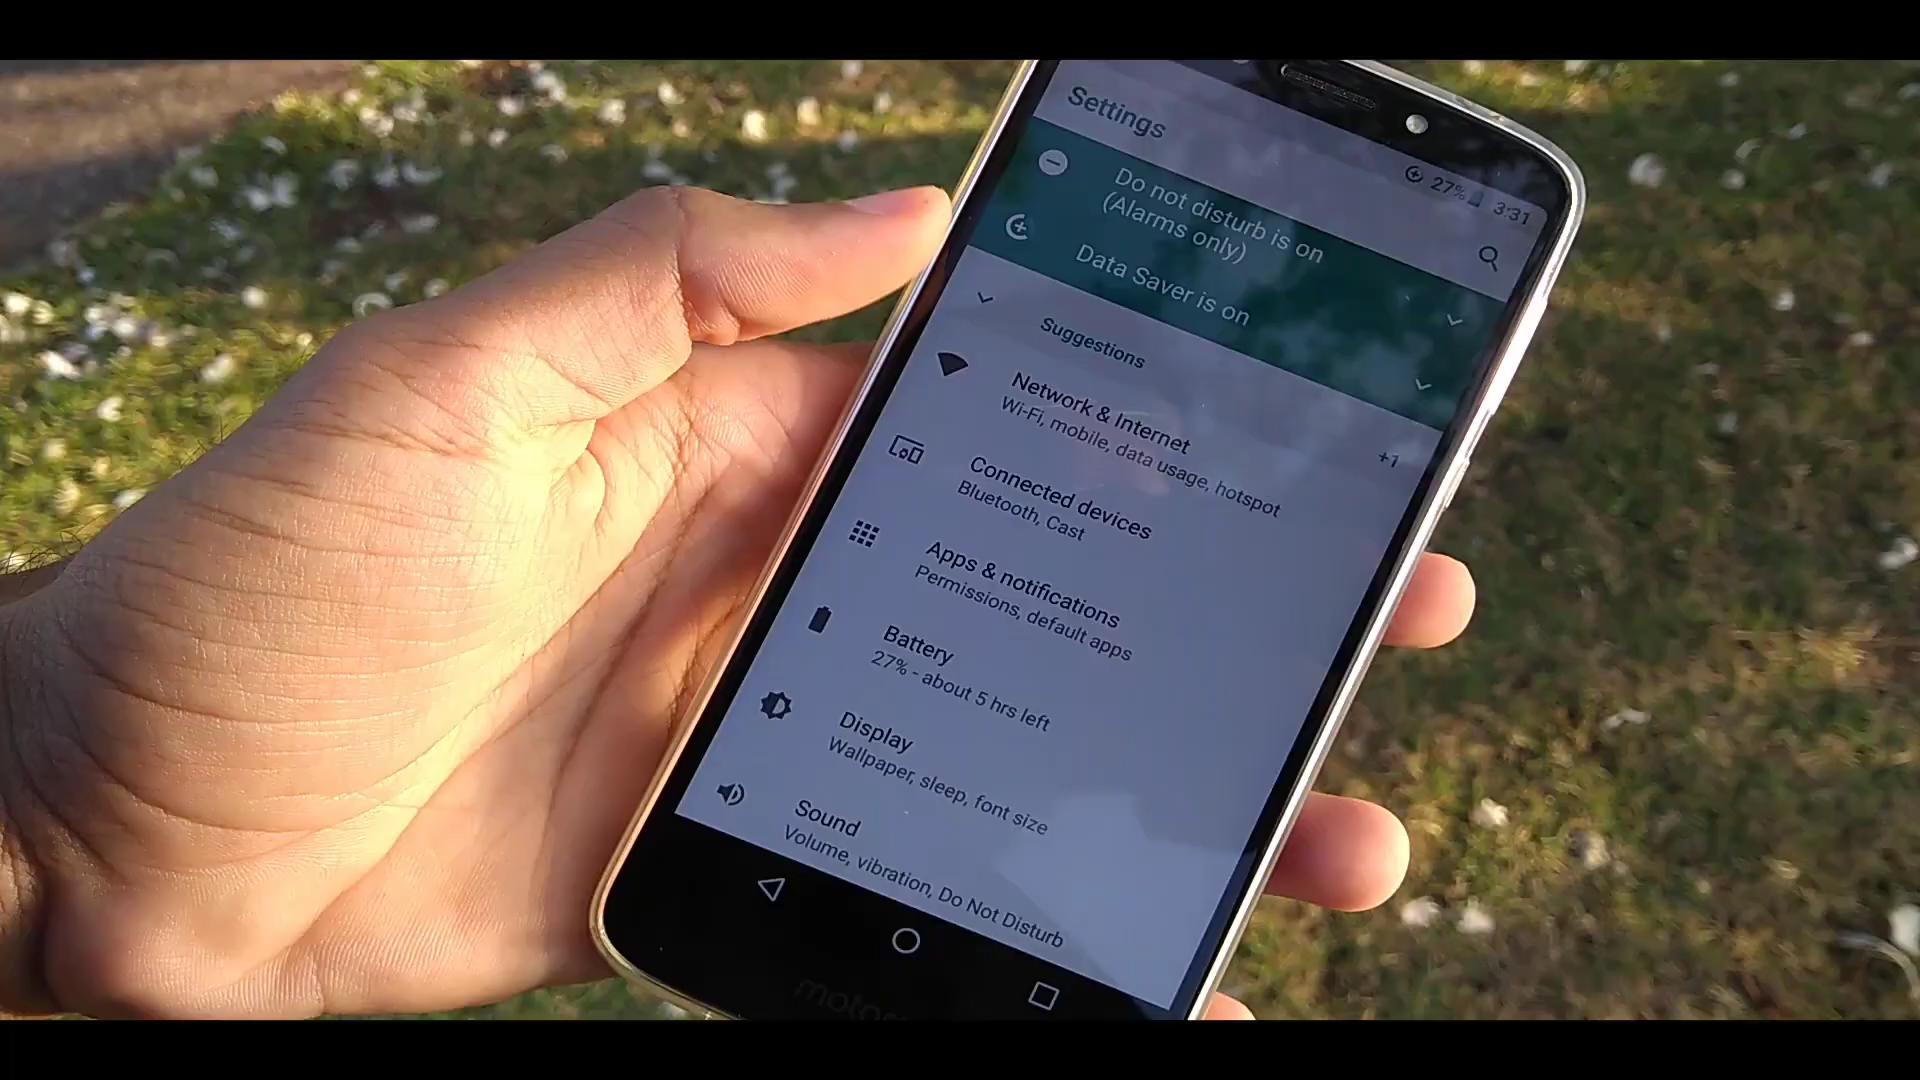 27% 3:31
Settings
Do not disturb is on
(Alarms only)
Data Saver is on
Suggestions
+1
Network & Internet
Wi-Fi, mobile, data usage, hotspot
Connected devices
Bluetooth, Cast
Apps & notifications
Permissions, default apps
Battery
27% - about 5 hrs left
Display
Wallpaper, sleep, font size
Sound
Volume, vibration, Do Not Disturb